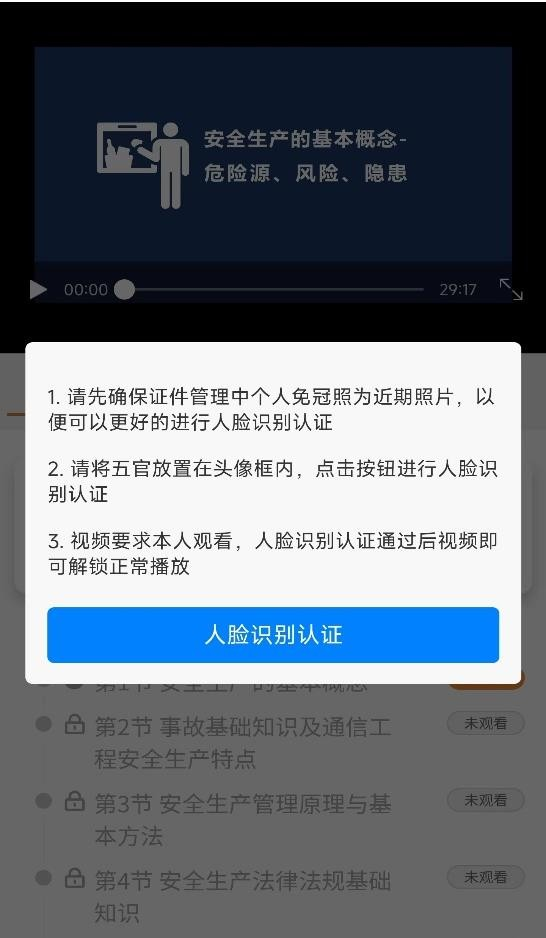 安全生产的基本概念-
危险源、风险、隐患
00:00
29:17
1. 请先确保证件管理中个人免冠照为近期照片，以
便可以更好的进行人脸识别认证
2. 请将五官放置在头像框内，点击按钮进行人脸识
别认证
3. 视频要求本人观看，人脸识别认证通过后视频即
可解锁正常播放
人脸识别认证
第1节 安全生产的基本概念
第2节 事故基础知识及通信工
程安全生产特点
未观看
第3节 安全生产管理原理与基
本方法
未观看
第4节 安全生产法律法规基础
知识
未观看